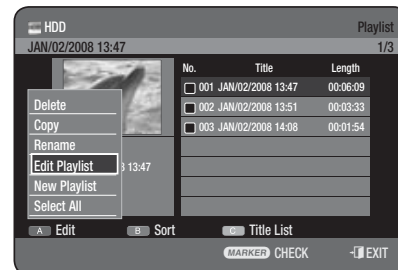 HDD Playlist
JAN/02/2008 13:47 1/3
No. Title Length
001 JAN/02/2008 13:47 00:06:09
002 JAN/02/2008 13:51 00:03:33
003 JAN/02/2008 14:08 00:01:54
Delete
Copy
Rename
Edit Playlist
3 13:47
New Playlist
Select All
A Edit B Sort C Title List
MARKER CHECK EXIT